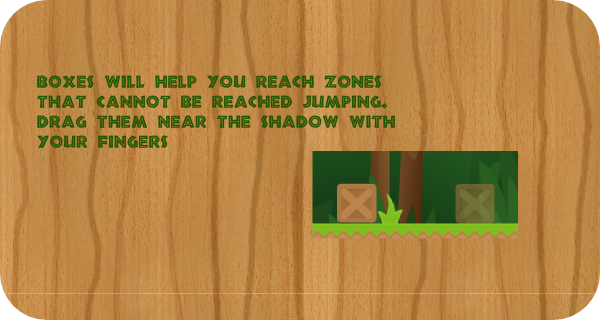 BOXES WILL HELP YOU REACH ZONES
THAT CANNOT BE REACHED JUMPING.
DRAG THEM NEAR THE SHADOW WITH
YOUR FINGERS